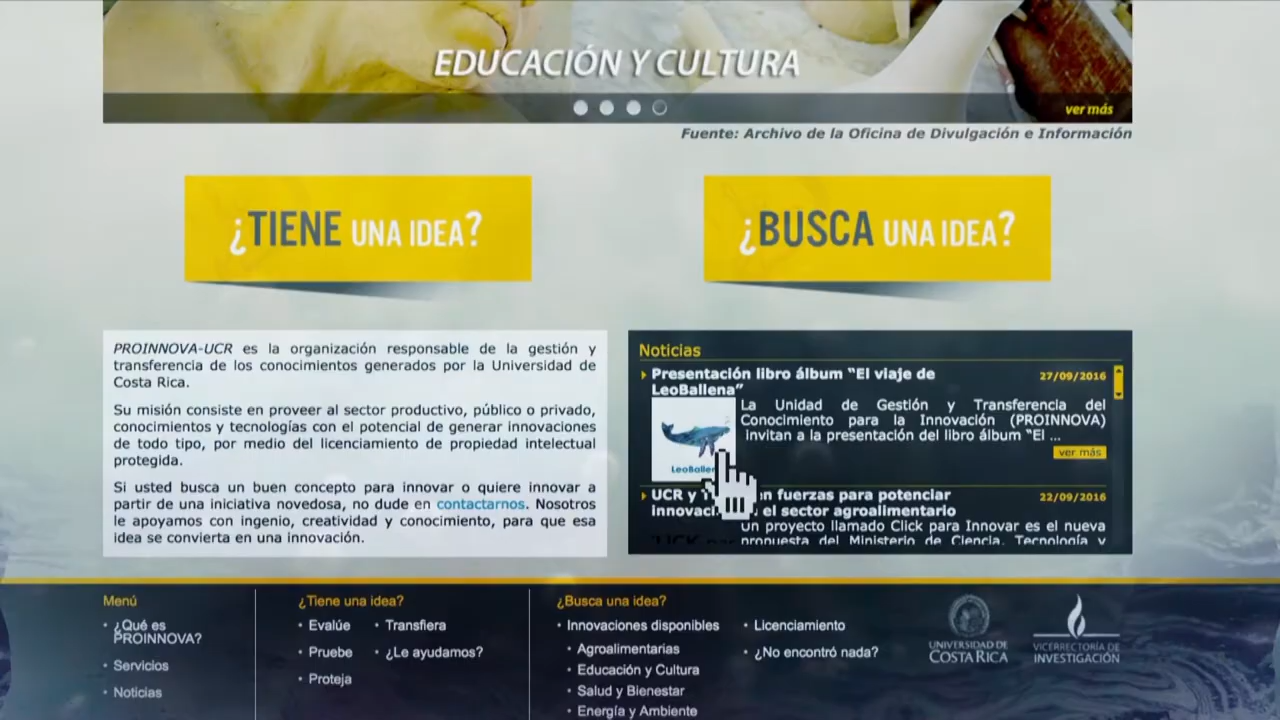 EDUCACIÓN Y CULTURA
ver más
Fuente: Archivo de la Oficina de Divulgación e Información
¿TIENE UNA IDEA?
¿BUSCA UNA IDEA?
PROINNOVA-UCR es la organización responsable de la gestión y
transferencia de los conocimientos generados por la Universidad de
Costa Rica.
Su misión consiste en proveer al sector productivo, público o privado,
conocimientos y tecnologías con el potencial de generar innovaciones
de todo tipo, por medio del licenciamiento de propiedad intelectual
protegida.
Si usted busca un buen concepto para innovar o quiere innovar a
partir de una iniciativa novedosa, no dude en contactarnos. Nosotros
le apoyamos con ingenio, creatividad y conocimiento, para que esa
idea se convierta en una innovación.
Noticias
Presentación libro álbum “El viaje de
LeoBallena”
27/09/2016
La Unidad de Gestión y Transferencia del
Conocimiento para la Innovación (PROINNOVA)
invitan a la presentación del libro álbum “El ...
ver más
UCR y fuerzas para potenciar
el sector agroalimentario
22/09/2016
Un proyecto llamado Click para Innovar es el nueva
propuesta del Ministerio de Ciencia, Tecnología y
Menú
• ¿Qué es
PROINNOVA?
• Servicios
• Noticias
¿Tiene una idea?
• Evalúe • Transfiera
• Pruebe • ¿Le ayudamos?
• Proteja
¿Busca una idea?
• Innovaciones disponibles • Licenciamiento
• Agroalimentarias • ¿No encontró nada?
• Educación y Cultura
• Salud y Bienestar
• Energía y Ambiente
UNIVERSIDAD DE
COSTA RICA
VICERRECTORÍA DE
INVESTIGACIÓN